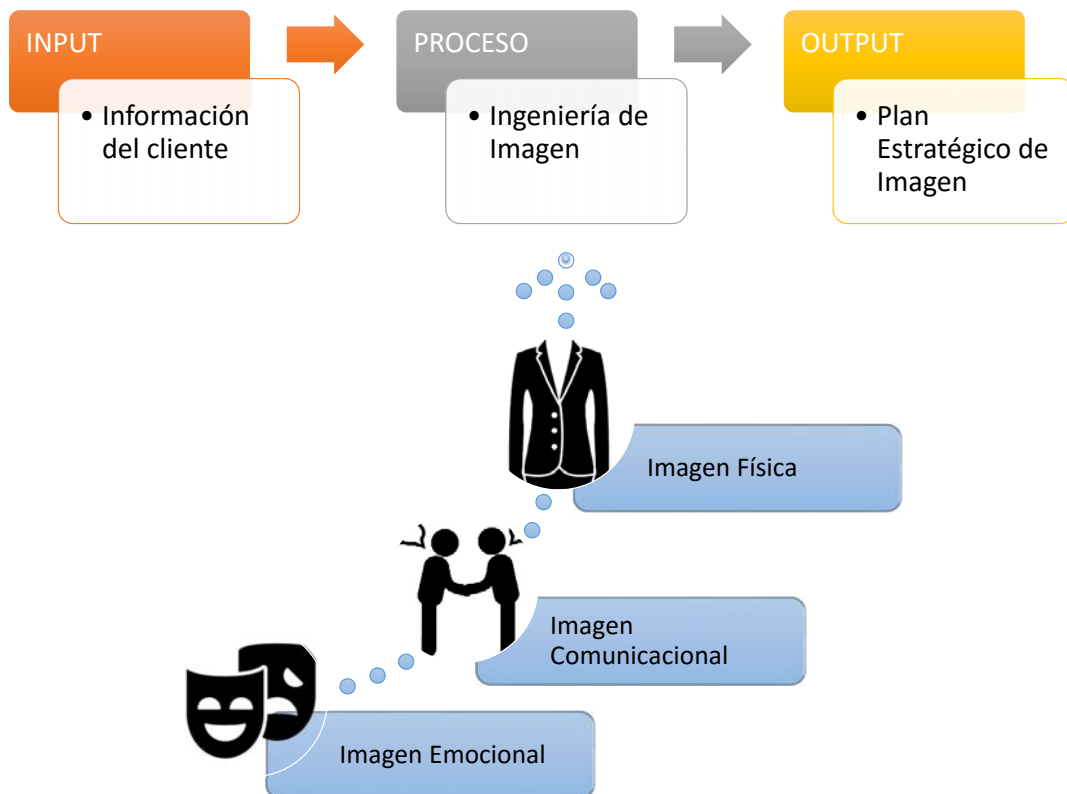 INPUT
• Información
del cliente
PROCESO
• Ingeniería de
Imagen
OUTPUT
• Plan
Estratégico de
Imagen
Imagen Física
Imagen
Comunicacional
Imagen Emocional